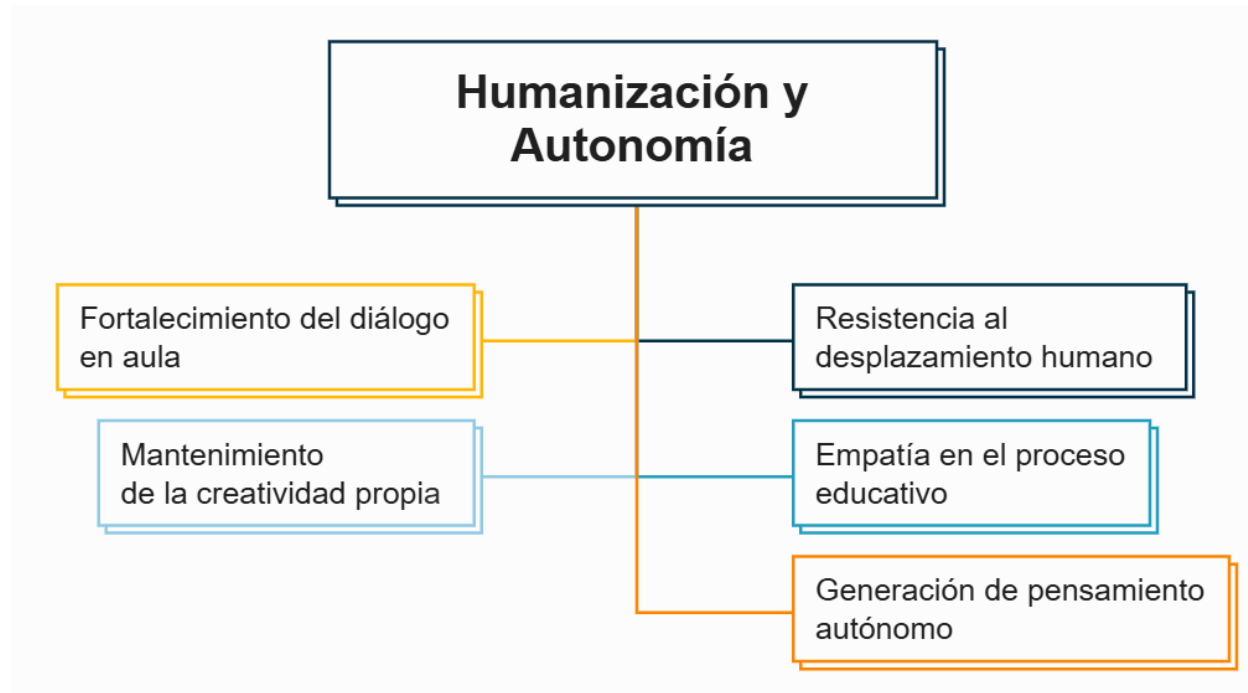 Humanización y
Autonomía
Fortalecimiento del diálogo
en aula
Resistencia al
desplazamiento humano
Mantenimiento
de la creatividad propia
Empatía en el proceso
educativo
Generación de pensamiento
autónomo